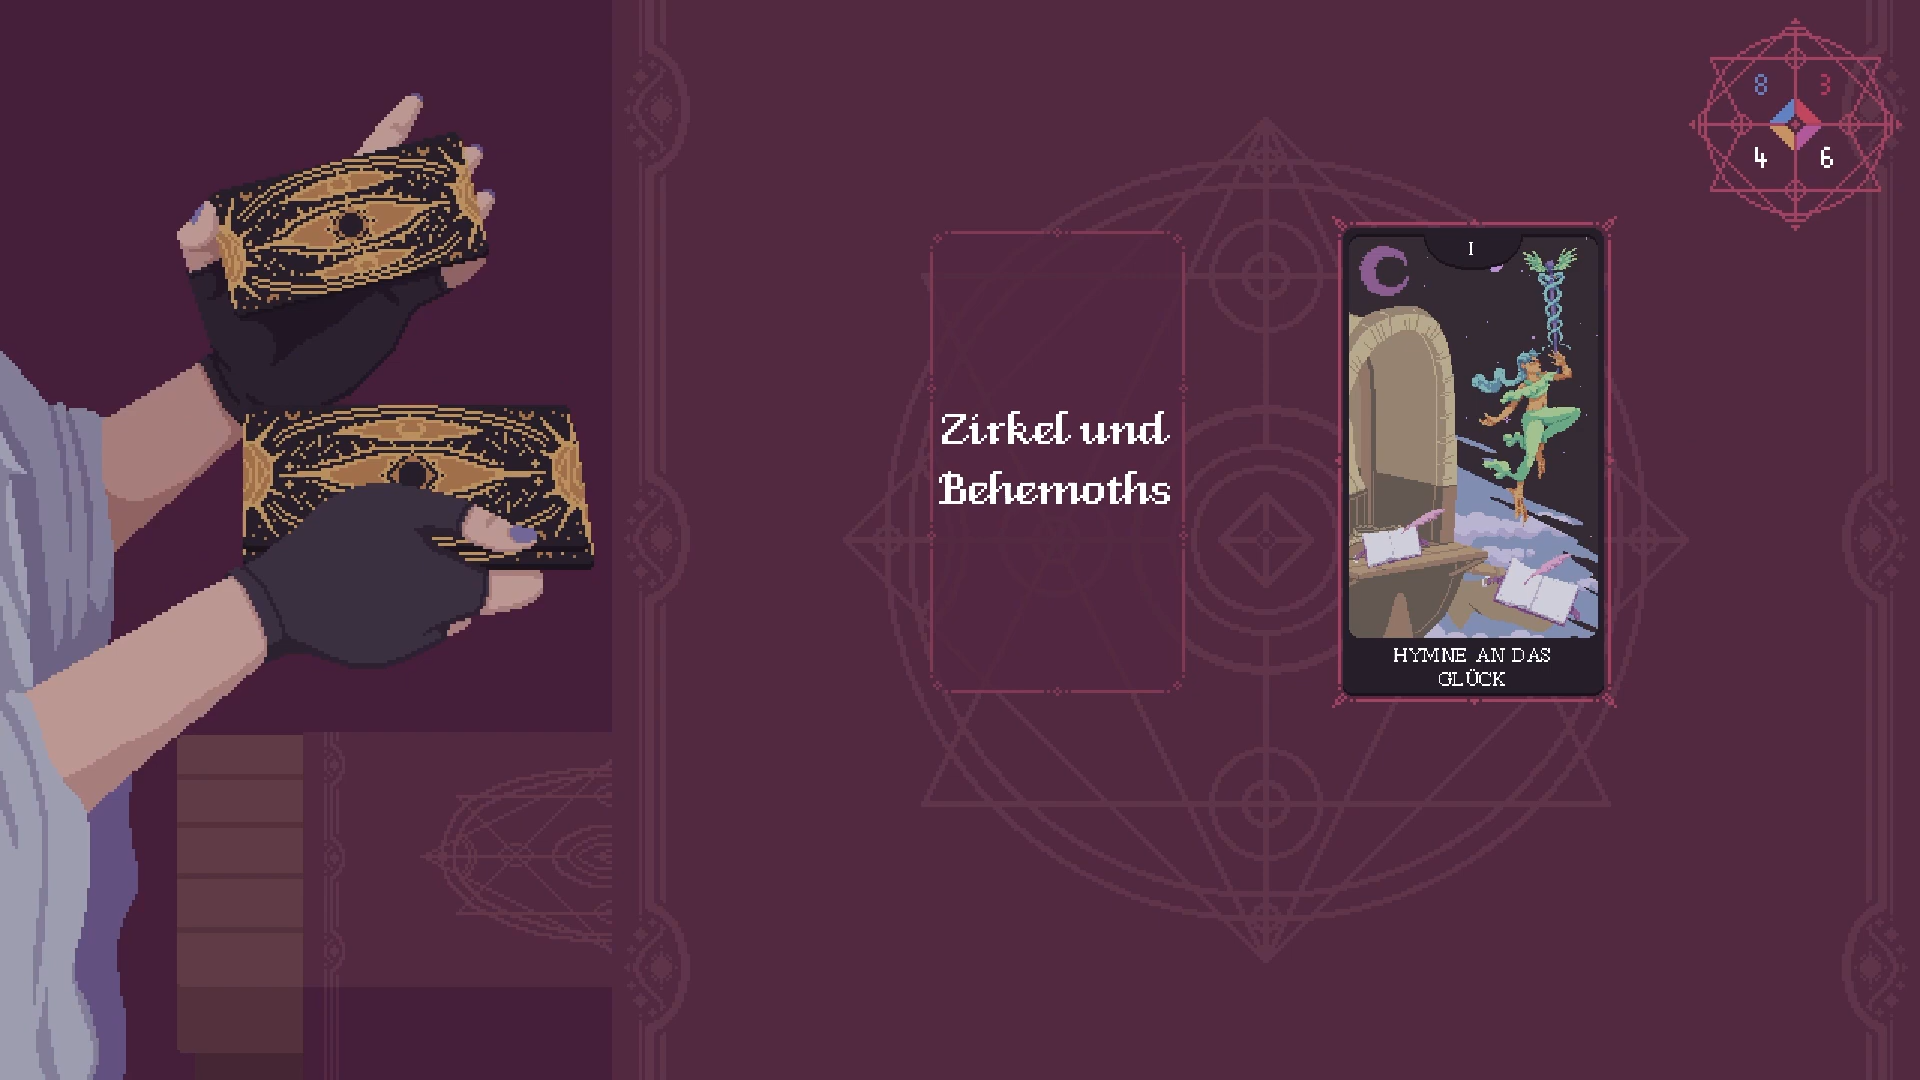 8 3
4 6
Zirkel und
Behemoths
I
HYMNE AN DAS
GLÜCK